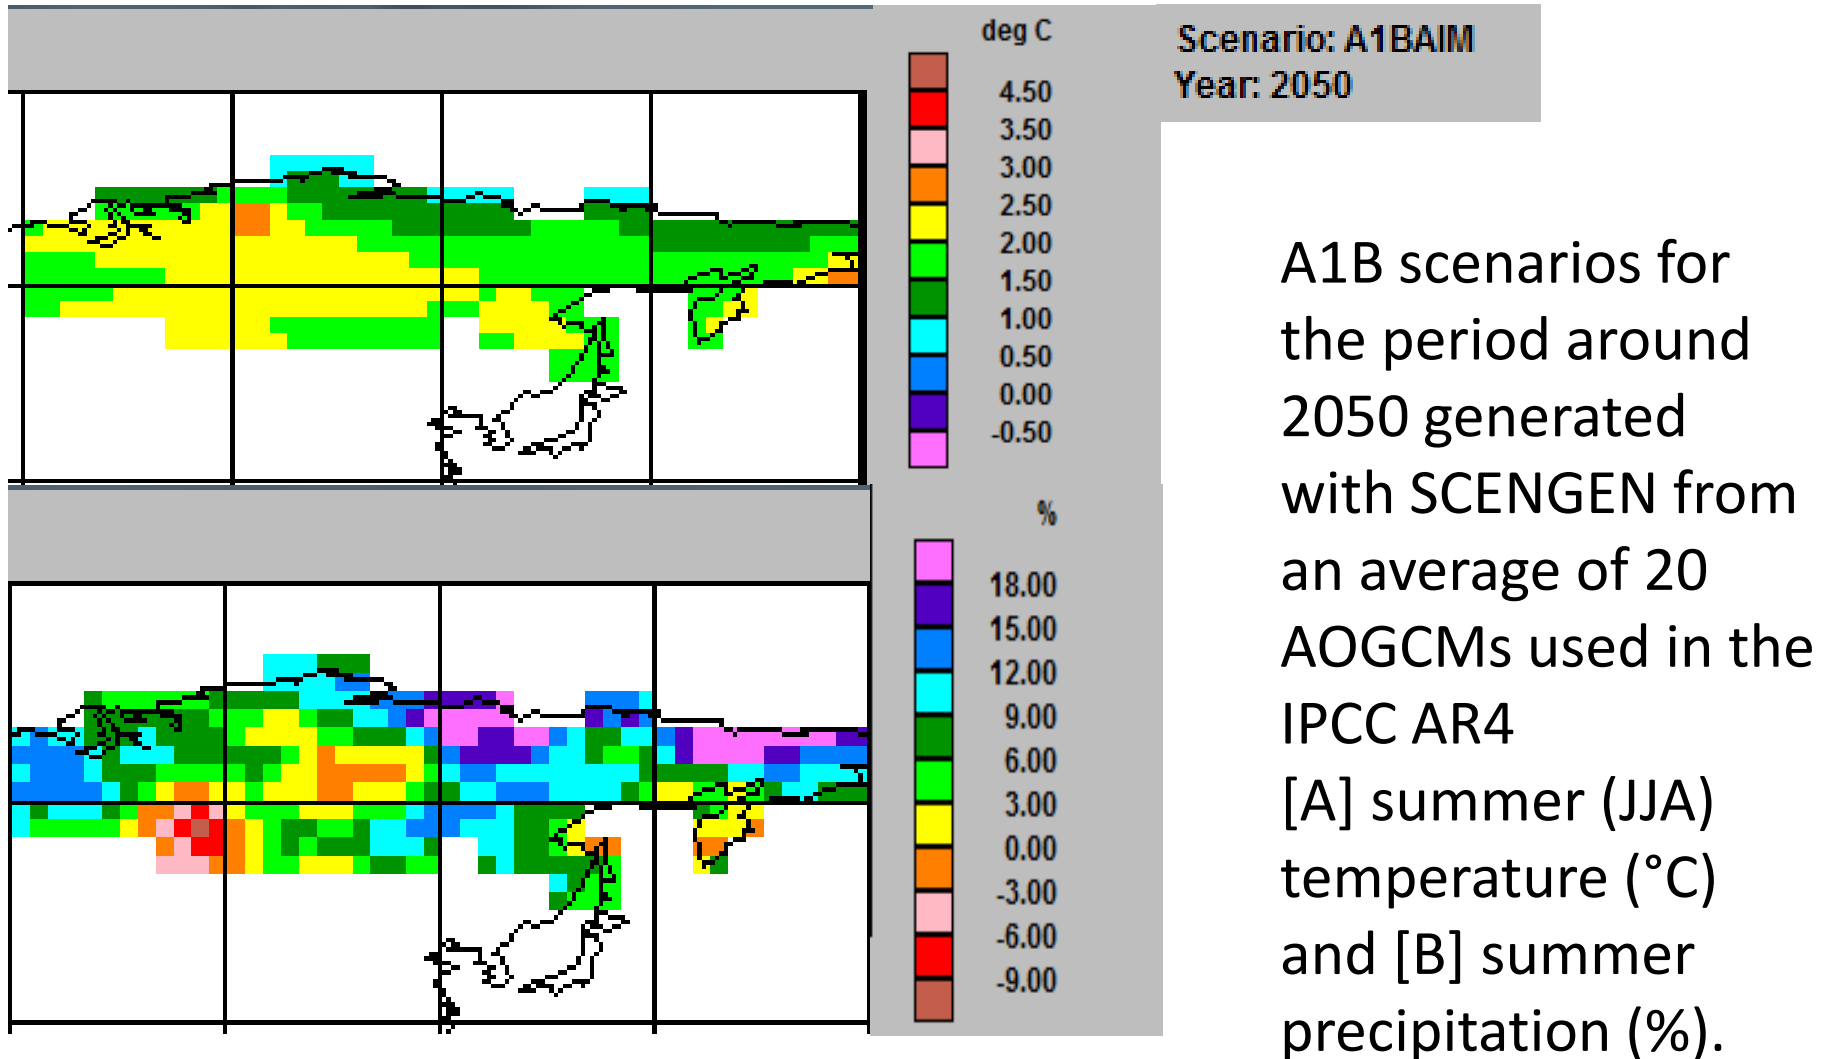 deg C
4.50
3.50
3.00
2.50
2.00
1.50
1.00
0.50
0.00
-0.50
%
18.00
15.00
12.00
9.00
6.00
3.00
0.00
-3.00
-6.00
-9.00
Scenario: A1BAIM
Year: 2050
A1B scenarios for
the period around
2050 generated
with SCENGEN from
an average of 20
AOGCMs used in the
IPCC AR4
[A] summer (JJA)
temperature (°C)
and [B] summer
precipitation (%).